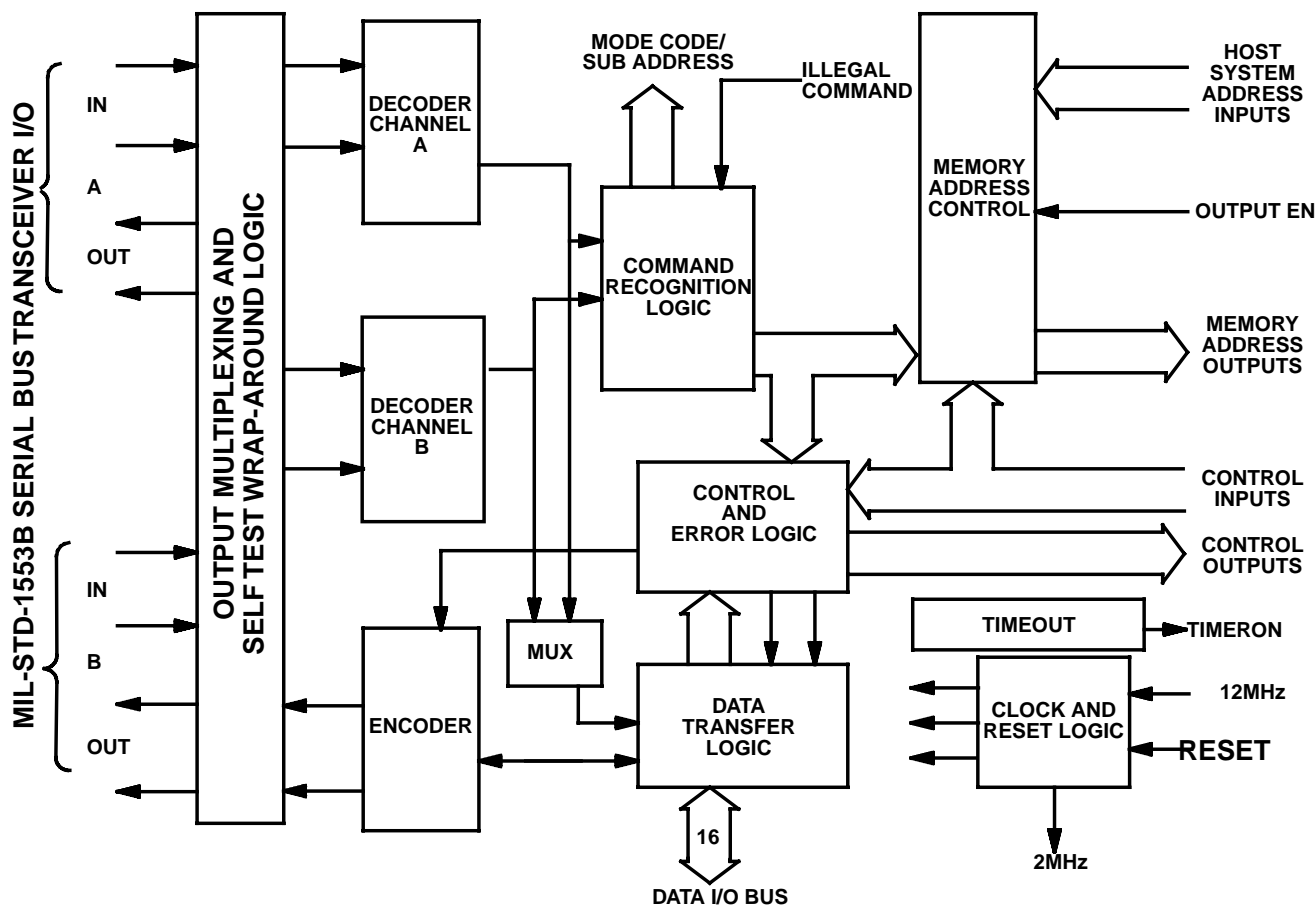 MIL-STD-1553B SERIAL BUS TRANSCEIVER I/O
IN
A
OUT
IN
B
OUT
OUTPUT MULTIPLEXING AND
SELF TEST WRAP-AROUND LOGIC
DECODER
CHANNEL
A
DECODER
CHANNEL
B
ENCODER
MUX
MODE CODE/
SUB ADDRESS
ILLEGAL
COMMAND
COMMAND
RECOGNITION
LOGIC
MEMORY
ADDRESS
CONTROL
HOST
SYSTEM
ADDRESS
INPUTS
OUTPUT EN
MEMORY
ADDRESS
OUTPUTS
CONTROL
AND
ERROR LOGIC
CONTROL
INPUTS
CONTROL
OUTPUTS
TIMEOUT
TIMERON
DATA
TRANSFER
LOGIC
CLOCK AND
RESET LOGIC
12MHz
RESET
2MHz
16
DATA I/O BUS